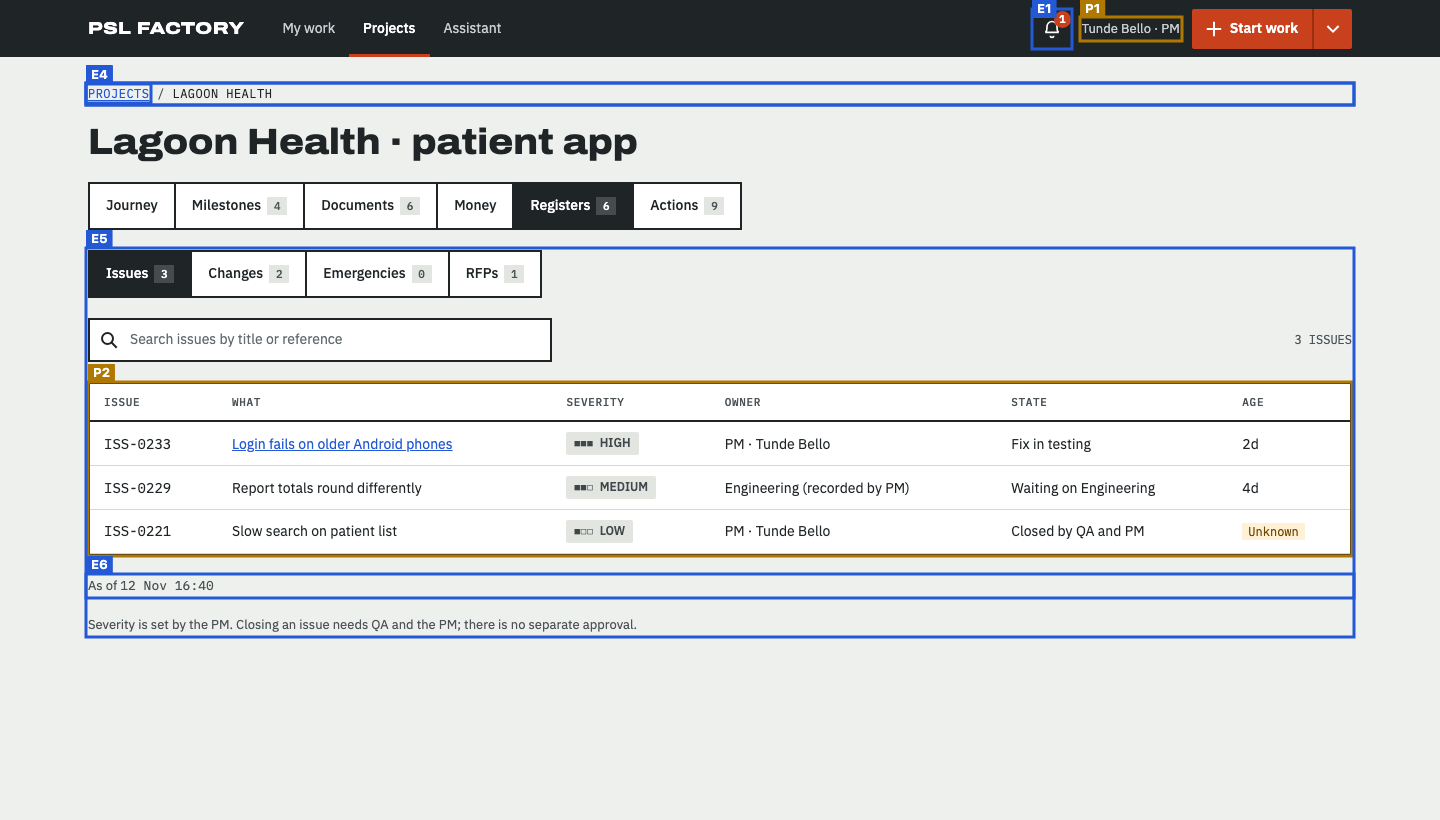 E1 P1
PSL FACTORY My work Projects Assistant 1 Tunde Bello · PM Start work
E4
PROJECTS / LAGOON HEALTH
Lagoon Health · patient app
Journey Milestones 4 Documents 6 Money Registers 6 Actions 9
E5
Issues 3 Changes 2 Emergencies 0 RFPs 1
Search issues by title or reference 3 ISSUES
P2
ISSUE WHAT SEVERITY OWNER STATE AGE
ISS-0233 Login fails on older Android phones ■■■ HIGH PM · Tunde Bello Fix in testing 2d
ISS-0229 Report totals round differently ■■□ MEDIUM Engineering (recorded by PM) Waiting on Engineering 4d
ISS-0221 Slow search on patient list ■□□ LOW PM · Tunde Bello Closed by QA and PM Unknown
E6
As of 12 Nov 16:40
Severity is set by the PM. Closing an issue needs QA and the PM; there is no separate approval.